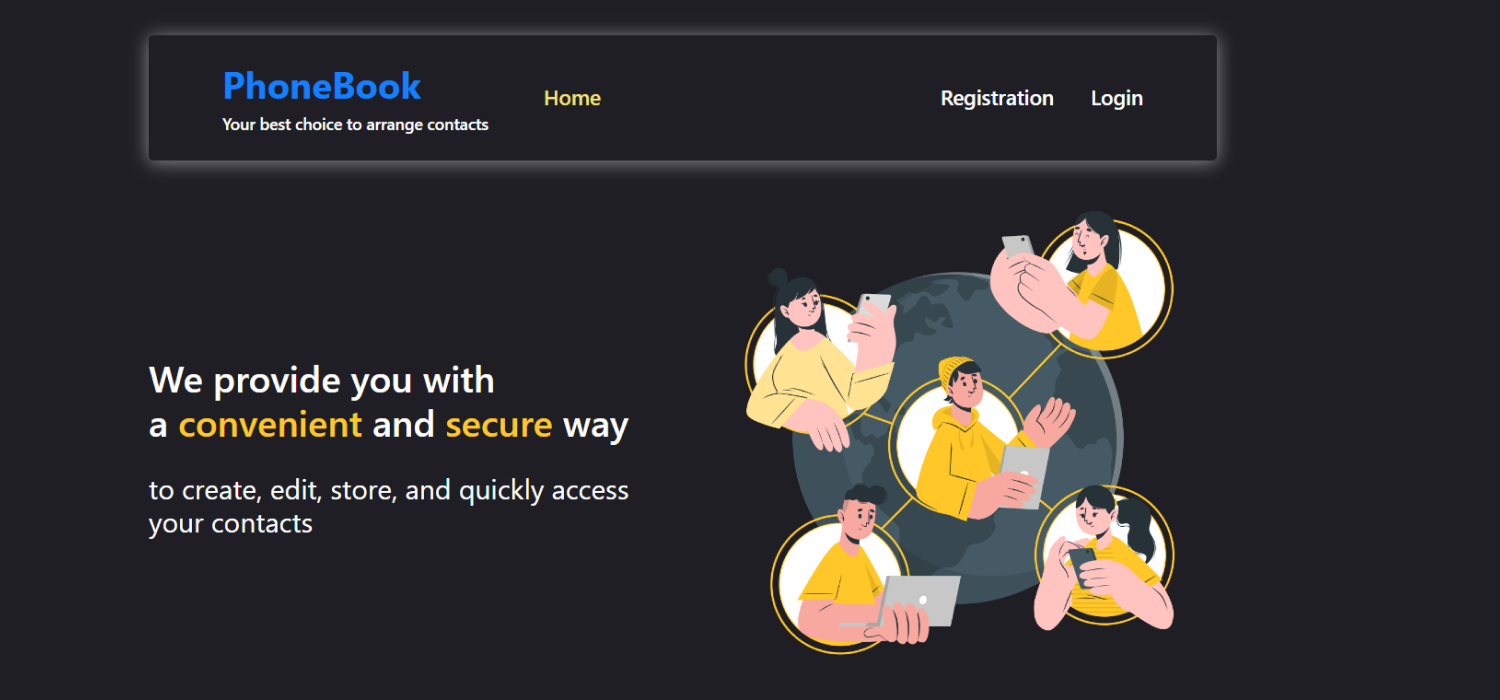 PhoneBook
Your best choice to arrange contacts
Home
Registration
Login
We provide you with
a convenient and secure way
to create, edit, store, and quickly access
your contacts